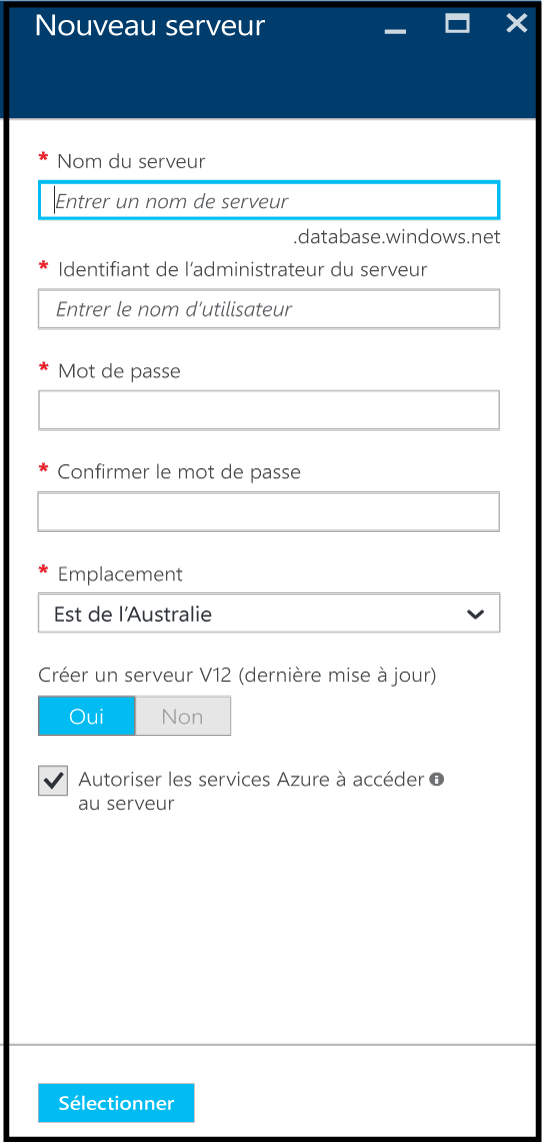 Nouveau serveur
* Nom du serveur
Entrer un nom de serveur
.database.windows.net
* Identifiant de l’administrateur du serveur
Entrer le nom d’utilisateur
* Mot de passe
* Confirmer le mot de passe
* Emplacement
Est de l’Australie
Créer un serveur V12 (dernière mise à jour)
Oui Non
Autoriser les services Azure à accéder
au serveur
Sélectionner